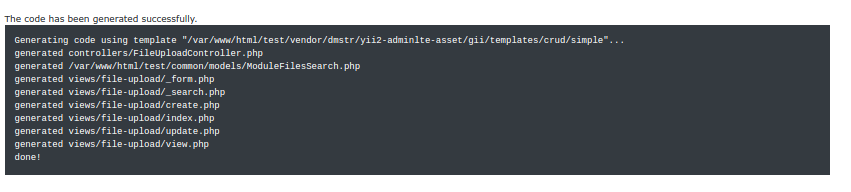 The code has been generated successfully.
Generating code using template "/var/www/html/test/vendor/dmstr/yii2-adminlte-asset/gii/templates/crud/simple"...
generated controllers/FileUploadController.php
generated /var/www/html/test/common/models/ModuleFilesSearch.php
generated views/file-upload/_form.php
generated views/file-upload/_search.php
generated views/file-upload/create.php
generated views/file-upload/index.php
generated views/file-upload/update.php
generated views/file-upload/view.php
done!